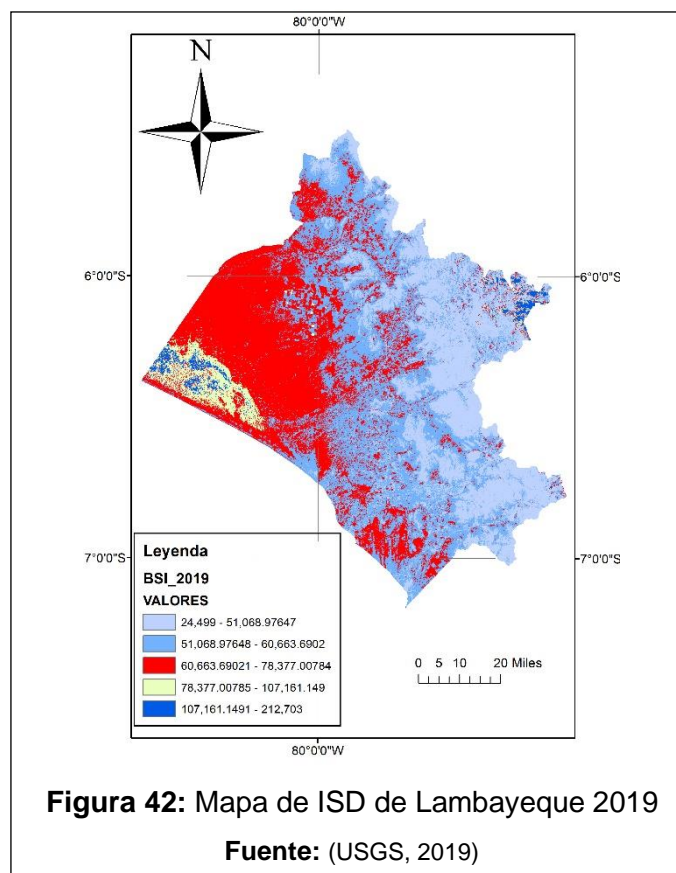 80°0'0"W
N
6°0'0"S
6°0'0"S
7°0'0"S
7°0'0"S
Leyenda
BSI_2019
VALORES
24,499 - 51,068.97647
51,068.97648 - 60,663.6902
60,663.69021 - 78,377.00784
78,377.00785 - 107,161.149
107,161.1491 - 212,703
0 5 10 20 Miles
80°0'0"W
Figura 42: Mapa de ISD de Lambayeque 2019
Fuente: (USGS, 2019)